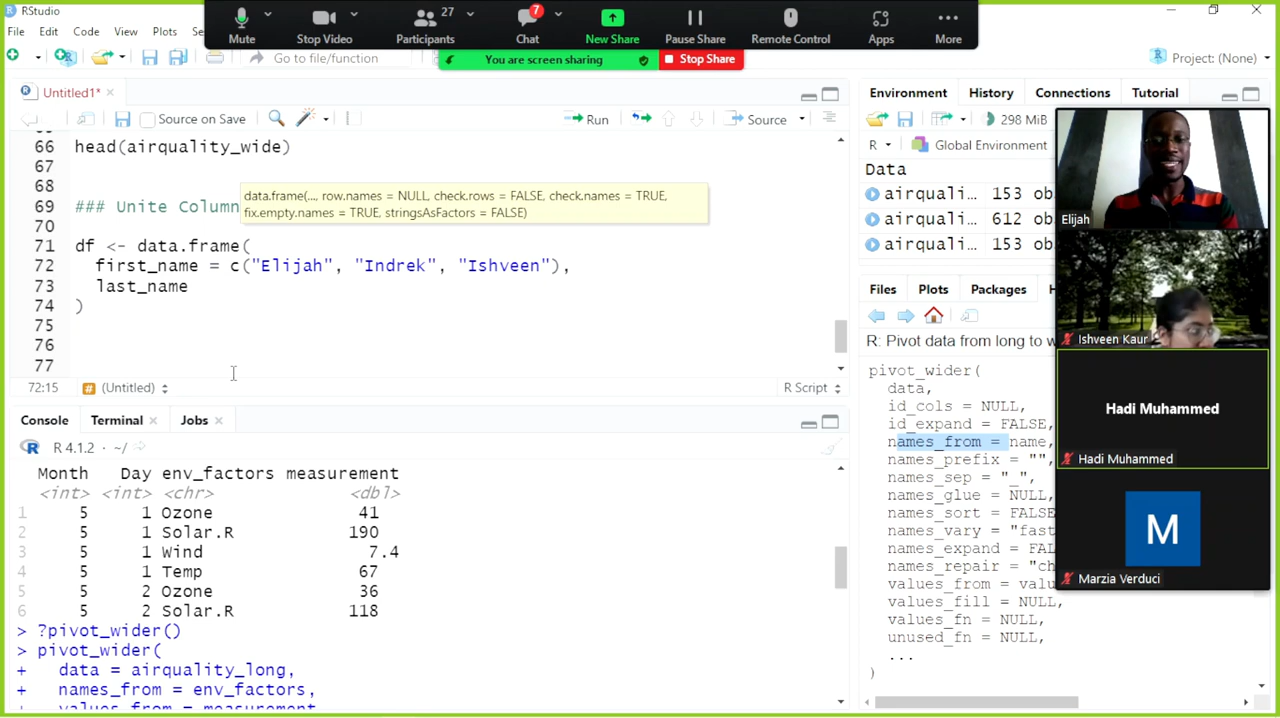 RStudio
File Edit Code View Plots Se
Mute
Stop Video
27
Participants
7
Chat
New Share
Pause Share
Remote Control
Apps
More
You are screen sharing
Stop Share
Go to file/function
Project: (None)
Untitled1*
Source on Save
Run
Source
66 head(airquality_wide)
67
68
69 ### Unite Column
data.frame(..., row.names = NULL, check.rows = FALSE, check.names = TRUE,
fix.empty.names = TRUE, stringsAsFactors = FALSE)
70
71 df <- data.frame(
72 first_name = c("Elijah", "Indrek", "Ishveen"),
73 last_name
74 )
75
76
77
72:15 # (Untitled) R Script
Console Terminal Jobs
R 4.1.2 · ~/
Month Day env_factors measurement
<int> <int> <chr> <dbl>
1 5 1 Ozone 41
2 5 1 Solar.R 190
3 5 1 Wind 7.4
4 5 1 Temp 67
5 5 2 Ozone 36
6 5 2 Solar.R 118
> ?pivot_wider()
> pivot_wider(
+ data = airquality_long,
+ names_from = env_factors,
+ values_from = measurement
Environment History Connections Tutorial
298 MiB
R Global Environment
Data
airquali… 153 ob
airquali… 612 ob
airquali… 153 ob
Files Plots Packages H
R: Pivot data from long to w
pivot_wider(
data,
id_cols = NULL,
id_expand = FALSE,
names_from = name,
names_prefix = "",
names_sep = "_",
names_glue = NULL,
names_sort = FALSE
names_vary = "fast
names_expand = FAL
names_repair = "ch
values_from = valu
values_fill = NULL,
values_fn = NULL,
unused_fn = NULL,
...
)
Elijah
Ishveen Kaur
Hadi Muhammed
Hadi Muhammed
M
Marzia Verduci